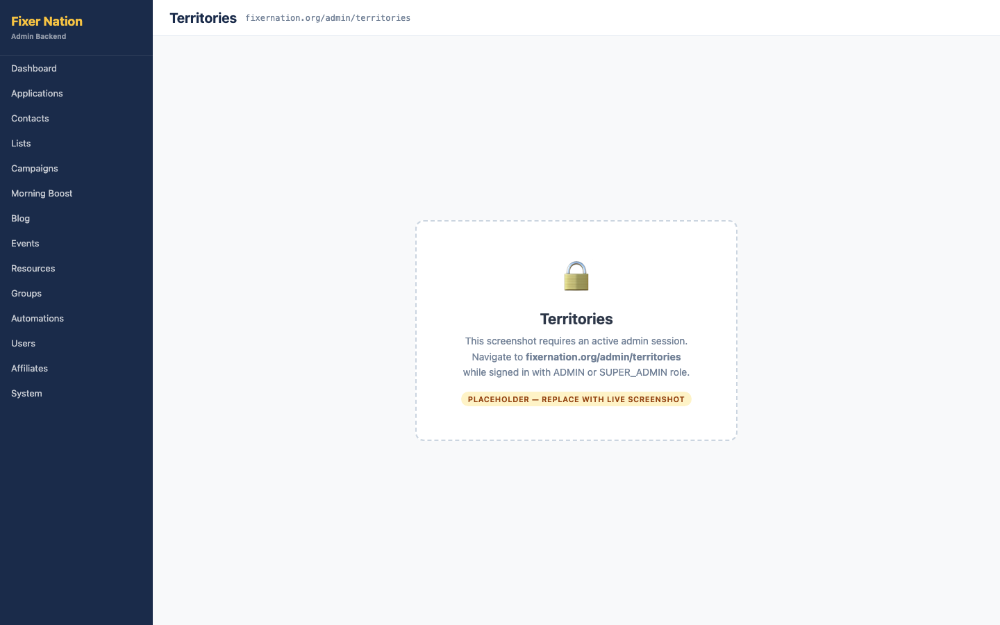 Fixer Nation
Admin Backend
Dashboard
Applications
Contacts
Lists
Campaigns
Morning Boost
Blog
Events
Resources
Groups
Automations
Users
Affiliates
System
Territories fixernation.org/admin/territories
Territories
This screenshot requires an active admin session.
Navigate to fixernation.org/admin/territories
while signed in with ADMIN or SUPER_ADMIN role.
PLACEHOLDER — REPLACE WITH LIVE SCREENSHOT